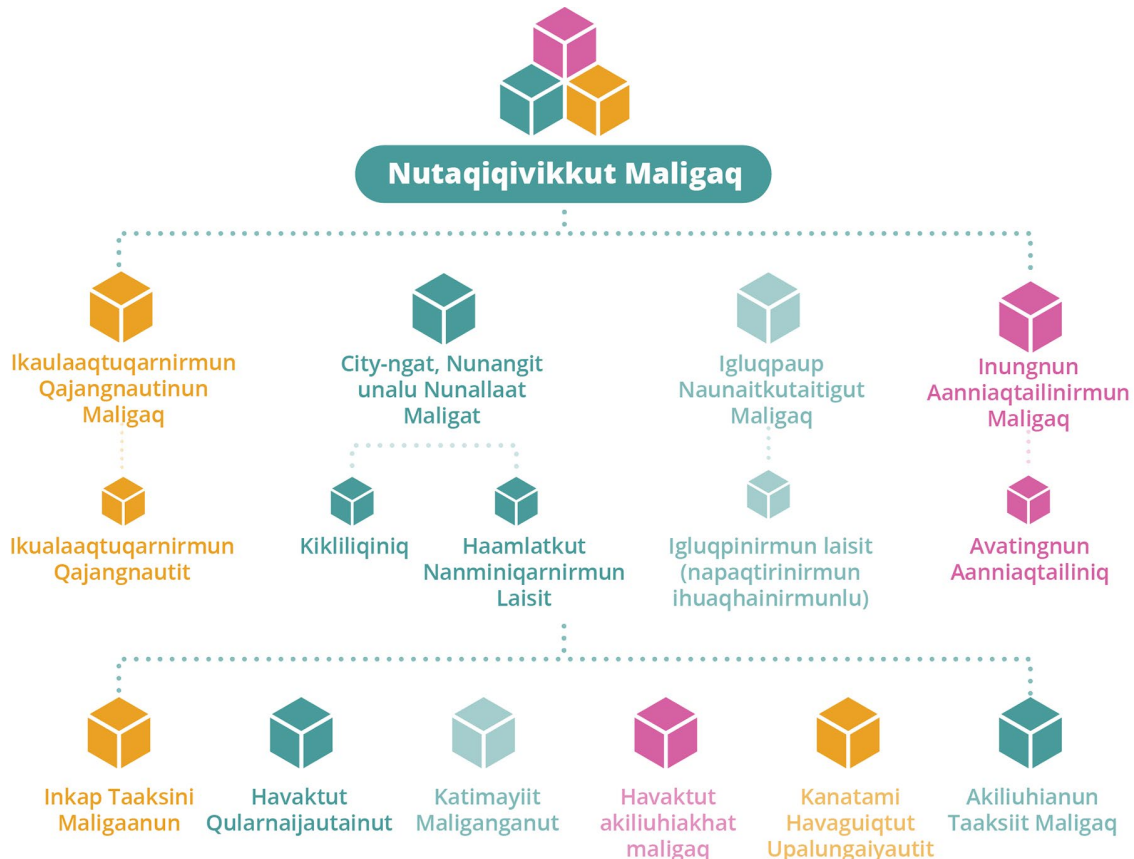 Nutaqiqivikkut Maligaq
Ikaulaaqtuqarnirmun
Qajangnautinun
Maligaq
City-ngat, Nunangit
unalu Nunallaat
Maligat
Igluqpaup
Naunaitkutaitigut
Maligaq
Inungnun
Aanniaqtailinirmun
Maligaq
Ikualaaqtuqarnirmun
Qajangnautit
Kikliliqiniq
Haamlatkut
Nanminiqarnirmun
Laisit
Igluqpinirmun laisit
(napaqtirinirmun
ihuaqhainirmunlu)
Avatingnun
Aanniaqtailiniq
Inkap Taaksini
Maligaanun
Havaktut
Qularnaijautainut
Katimayiit
Maliganganut
Havaktut
akiliuhiakhat
maligaq
Kanatami
Havaguiqtut
Upalungaiyautit
Akiliuhianun
Taaksiit Maligaq